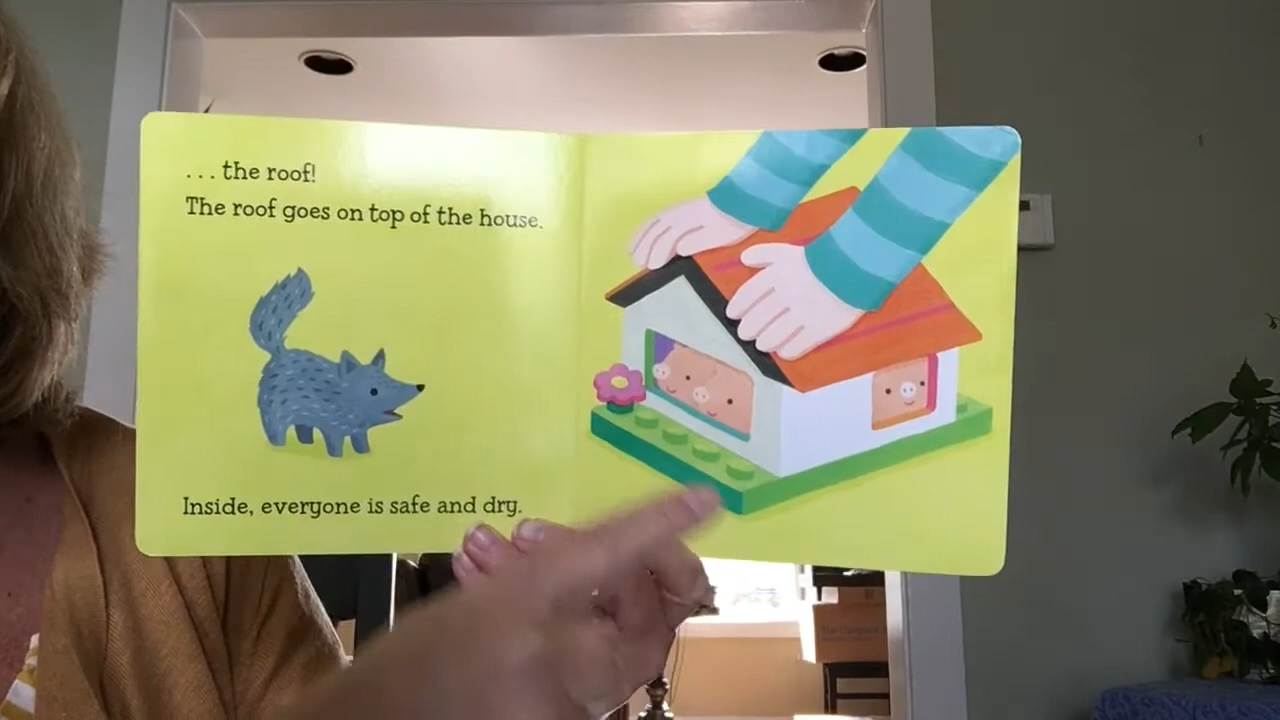 ... the roof!
The roof goes on top of the house.
Inside, everyone is safe and dry.